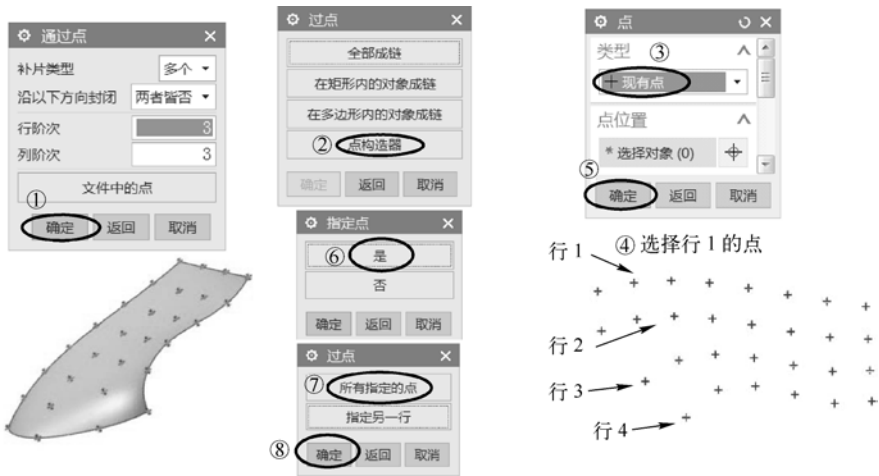 通过点
补片类型 多个
沿以下方向封闭 两者皆否
行阶次 3
列阶次 3
文件中的点
①
确定 返回 取消
过点
全部成链
在矩形内的对象成链
在多边形内的对象成链
② 点构造器
确定 返回 取消
点
类型 ③
现有点
点位置
* 选择对象 (0)
⑤
确定 返回 取消
指定点
⑥ 是
否
确定 返回 取消
过点
⑦ 所有指定的点
指定另一行
⑧ 确定 返回 取消
行 1 ④ 选择行 1 的点
行 2
行 3
行 4